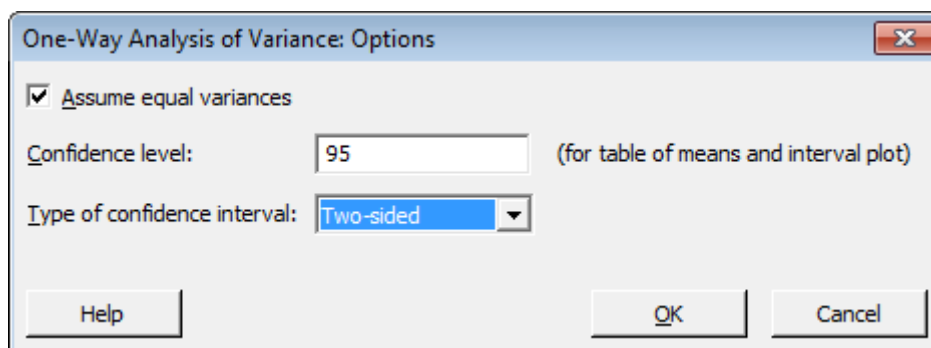 One-Way Analysis of Variance: Options
Assume equal variances
Confidence level: 95 (for table of means and interval plot)
Type of confidence interval: Two-sided
Help OK Cancel